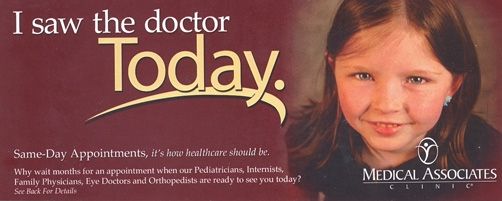 I saw the doctor
Today.
Same-Day Appointments, it's how healthcare should be.
Why wait months for an appointment when our Pediatricians, Internists,
Family Physicians, Eye Doctors and Orthopedists are ready to see you today?
See Back For Details
MEDICAL ASSOCIATES
CLINIC